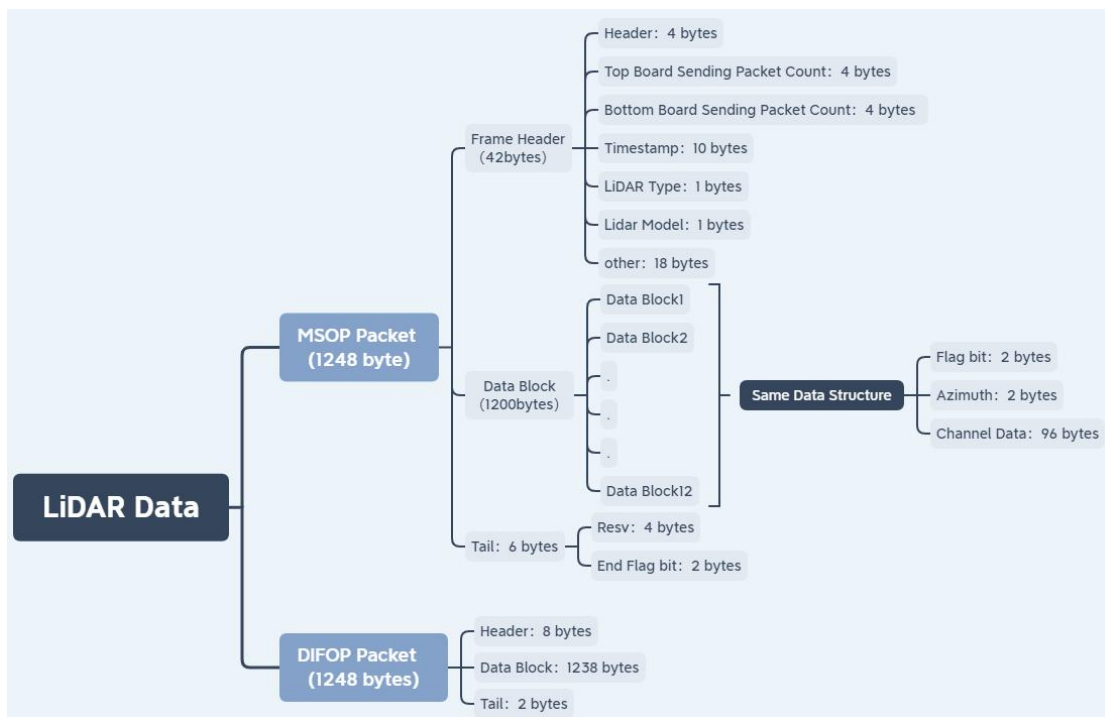 LiDAR Data
MSOP Packet
(1248 byte)
Frame Header
(42bytes)
Header: 4 bytes
Top Board Sending Packet Count: 4 bytes
Bottom Board Sending Packet Count: 4 bytes
Timestamp: 10 bytes
LiDAR Type: 1 bytes
Lidar Model: 1 bytes
other: 18 bytes
Data Block
(1200bytes)
Data Block1
Data Block2
.
.
.
Data Block12
Same Data Structure
Flag bit: 2 bytes
Azimuth: 2 bytes
Channel Data: 96 bytes
Tail: 6 bytes
Resv: 4 bytes
End Flag bit: 2 bytes
DIFOP Packet
(1248 bytes)
Header: 8 bytes
Data Block: 1238 bytes
Tail: 2 bytes